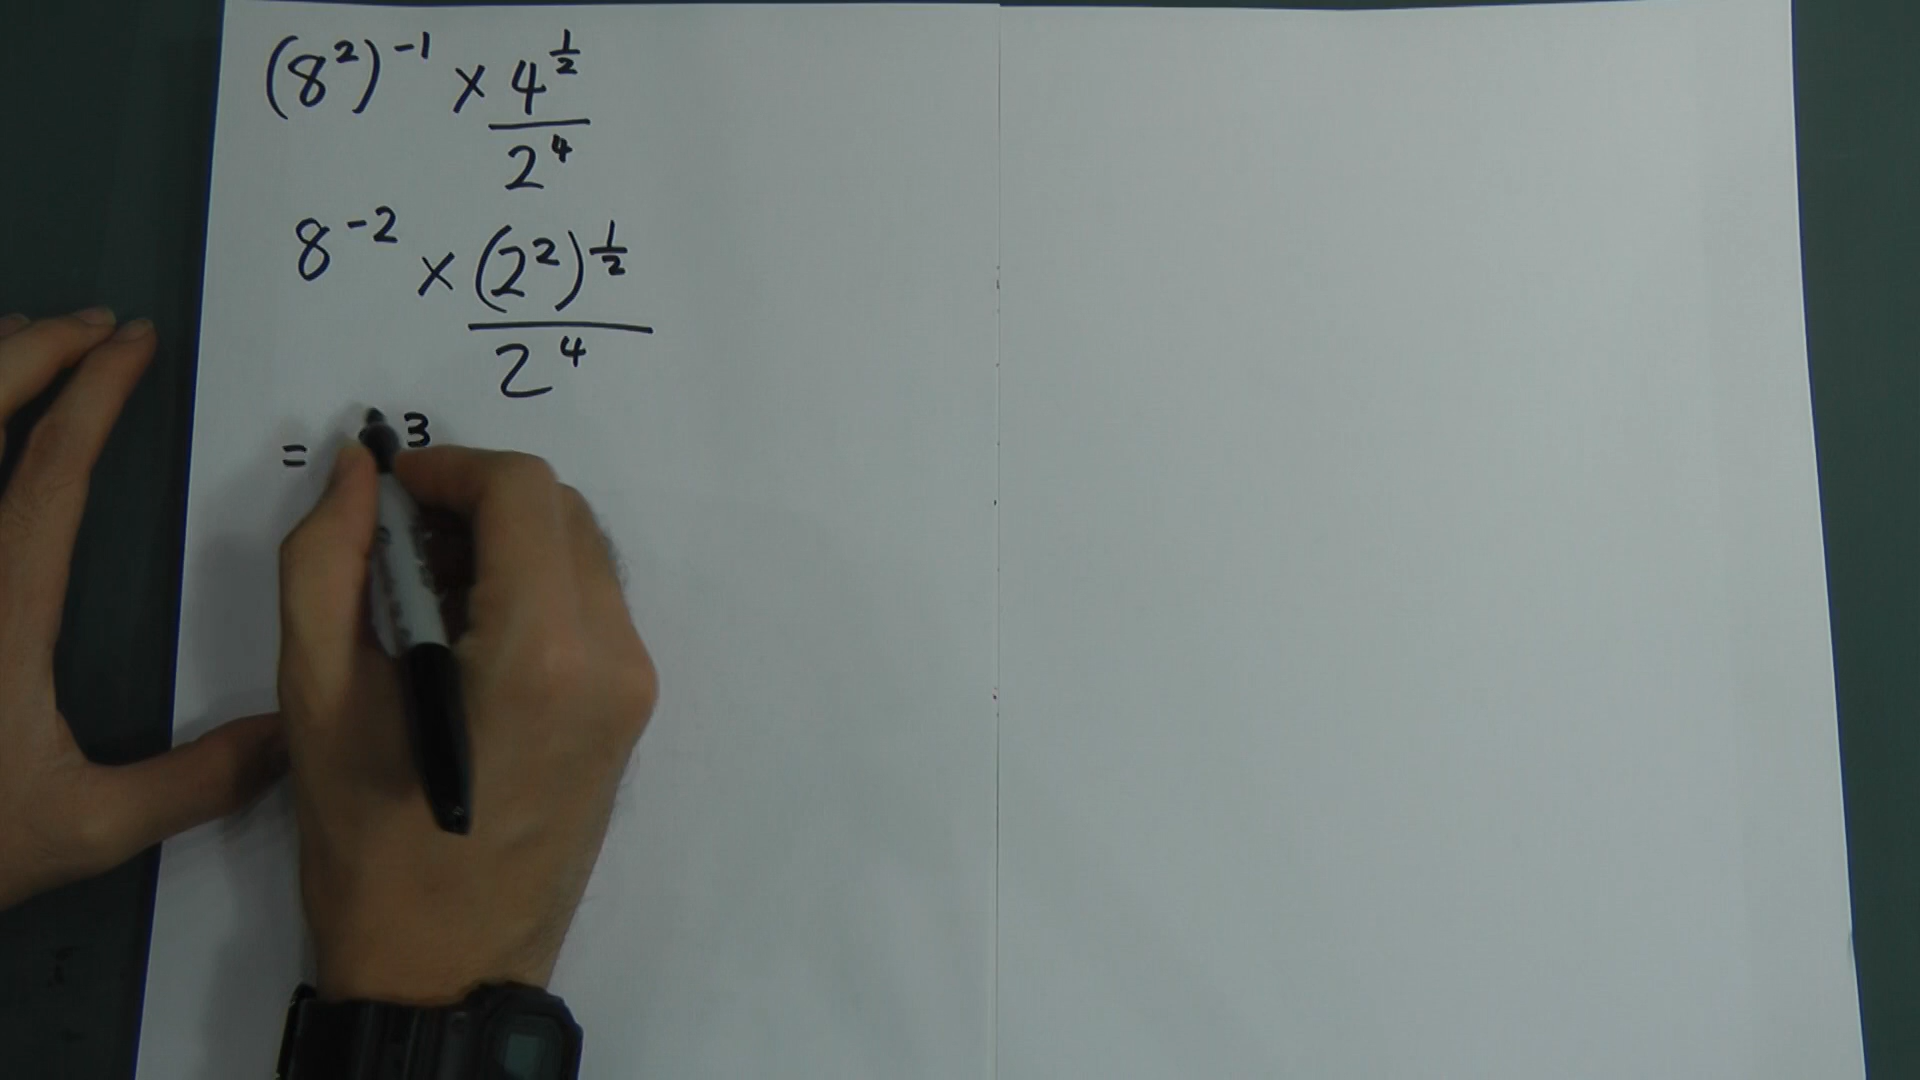 (8²)⁻¹ × 4^½
2⁴
8⁻² × (2²)^½
2⁴
= 3